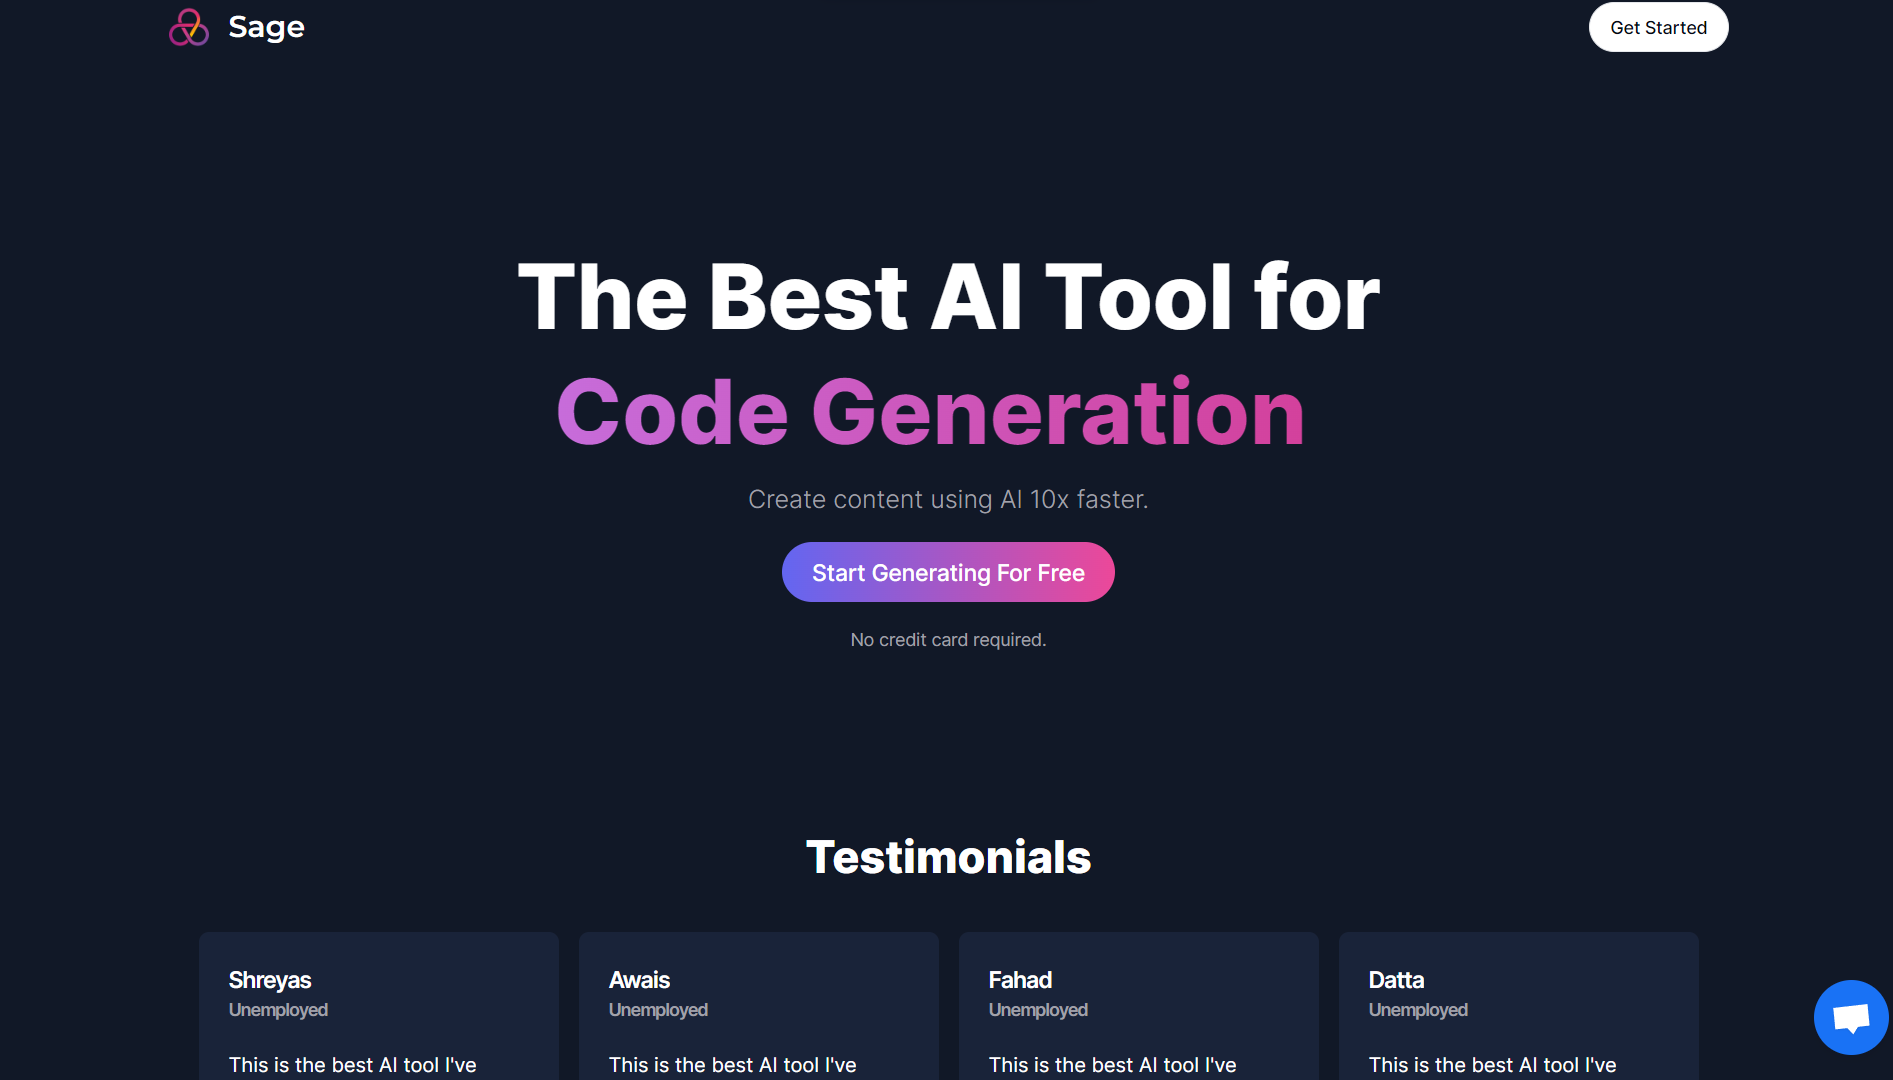 Sage
Get Started
The Best AI Tool for
Code Generation
Create content using AI 10x faster.
Start Generating For Free
No credit card required.
Testimonials
Shreyas
Unemployed
This is the best AI tool I've
Awais
Unemployed
This is the best AI tool I've
Fahad
Unemployed
This is the best AI tool I've
Datta
Unemployed
This is the best AI tool I've